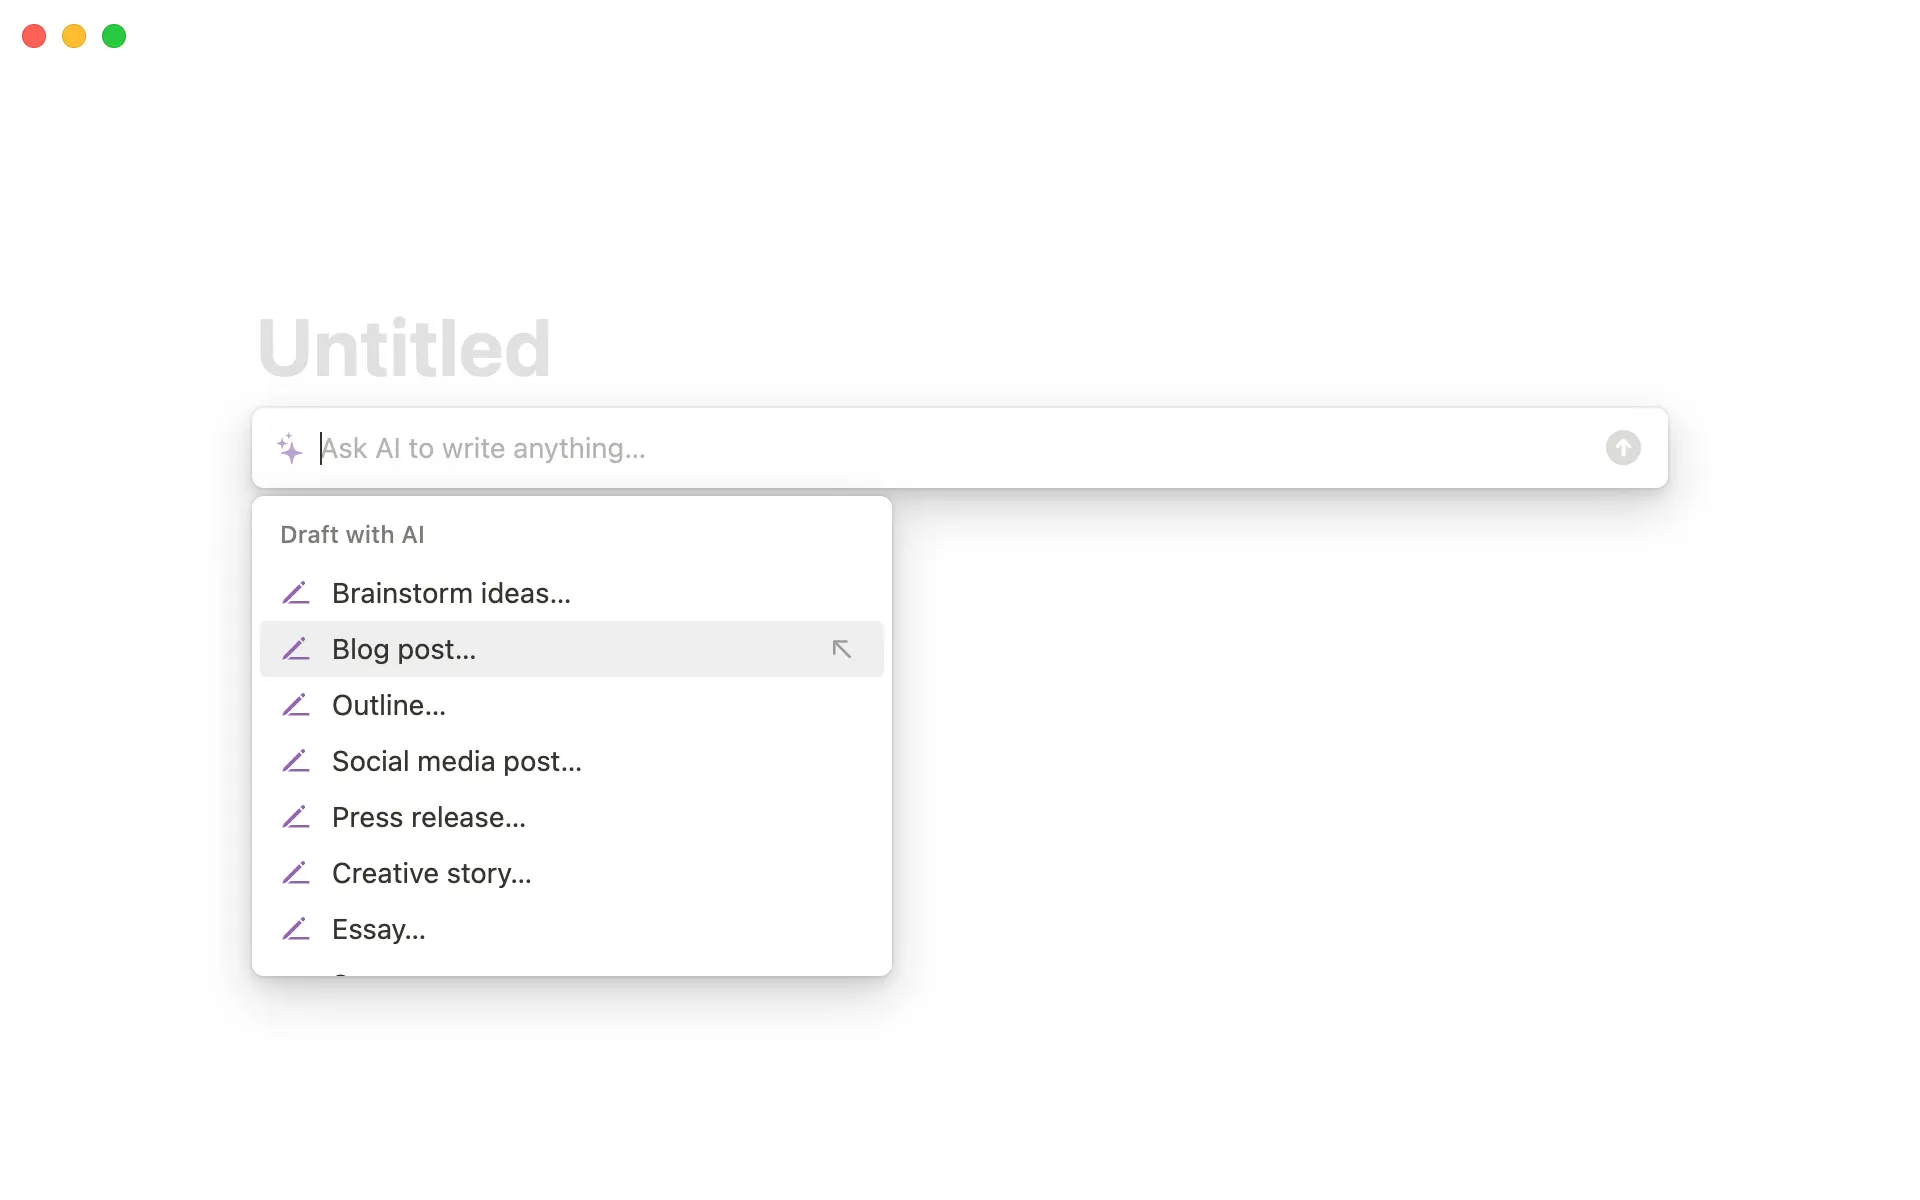 Untitled
Ask AI to write anything...
Draft with AI
Brainstorm ideas...
Blog post...
Outline...
Social media post...
Press release...
Creative story...
Essay...